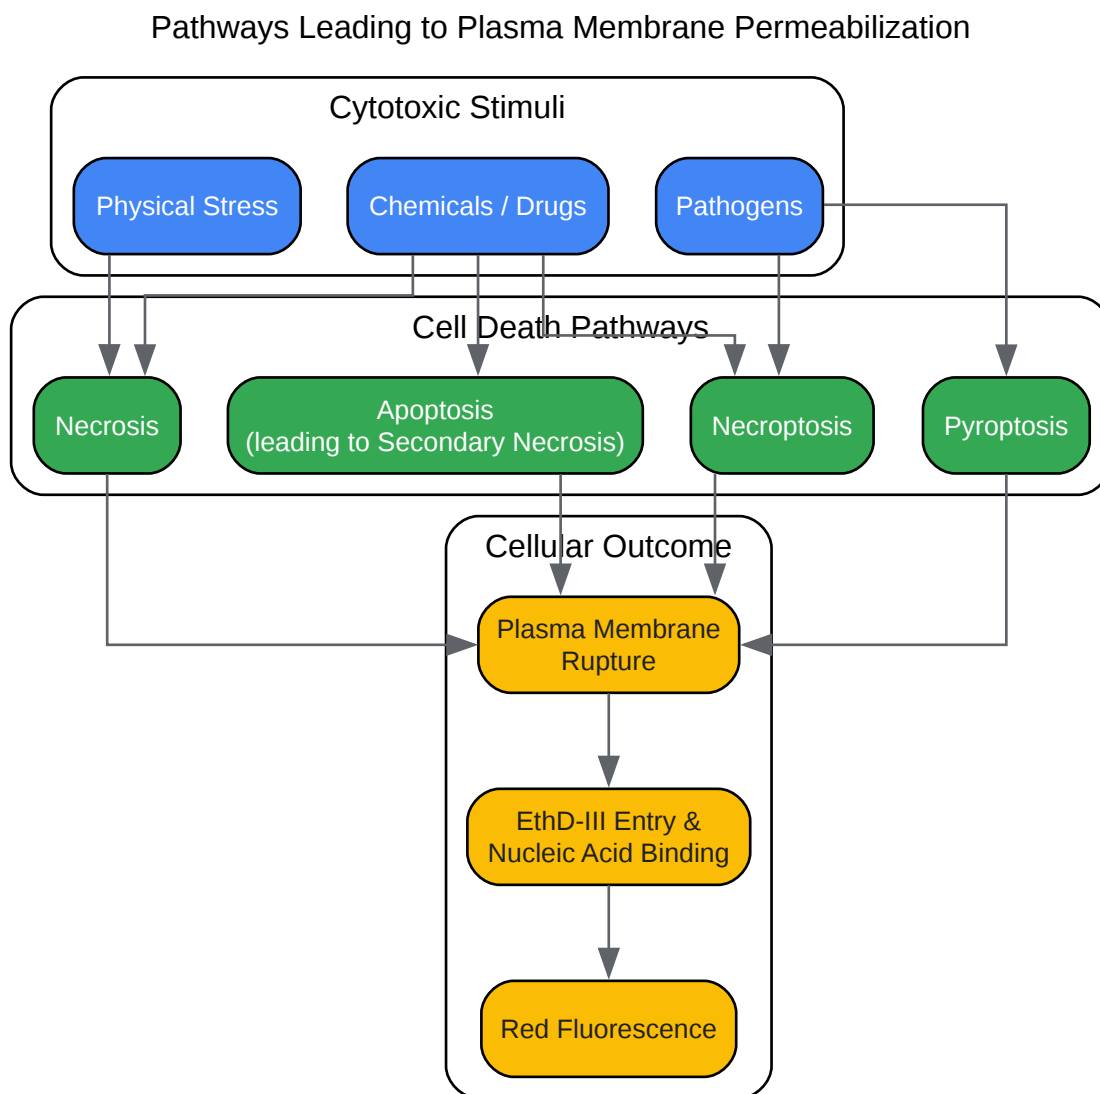 Pathways Leading to Plasma Membrane Permeabilization
Cytotoxic Stimuli
Physical Stress
Chemicals / Drugs
Pathogens
Cell Death Pathways
Necrosis
Apoptosis
(leading to Secondary Necrosis)
Necroptosis
Pyroptosis
Cellular Outcome
Plasma Membrane
Rupture
EthD-III Entry &
Nucleic Acid Binding
Red Fluorescence